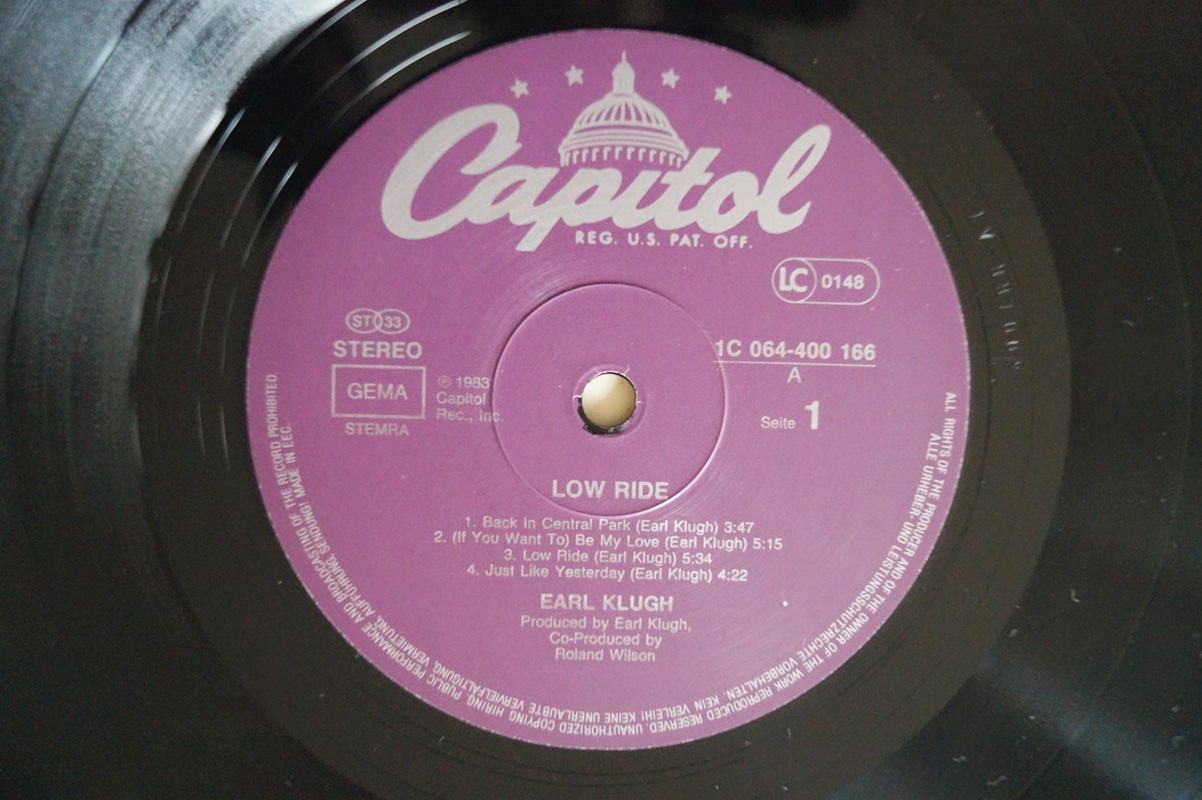 Capitol
REG. U.S. PAT. OFF.
LC 0148
ST 33
STEREO
GEMA
STEMRA
℗ 1983
Capitol
Rec., Inc.
1C 064-400 166
A
Seite 1
LOW RIDE
1. Back In Central Park (Earl Klugh) 3:47
2. (If You Want To) Be My Love (Earl Klugh) 5:15
3. Low Ride (Earl Klugh) 5:34
4. Just Like Yesterday (Earl Klugh) 4:22
EARL KLUGH
Produced by Earl Klugh,
Co-Produced by
Roland Wilson
ALL RIGHTS OF THE PRODUCER AND OF THE OWNER OF THE WORK REPRODUCED RESERVED. UNAUTHORIZED COPYING HIRING, PUBLIC PERFORMANCE AND BROADCASTING OF THE RECORD PROHIBITED.
ALLE URHEBER- UND LEISTUNGSSCHUTZRECHTE VORBEHALTEN. KEIN VERLEIH! KEINE UNERLAUBTE VERVIELFÄLTIGUNG, VERMIETUNG, AUFFÜHRUNG, SENDUNG! MADE IN EEC.